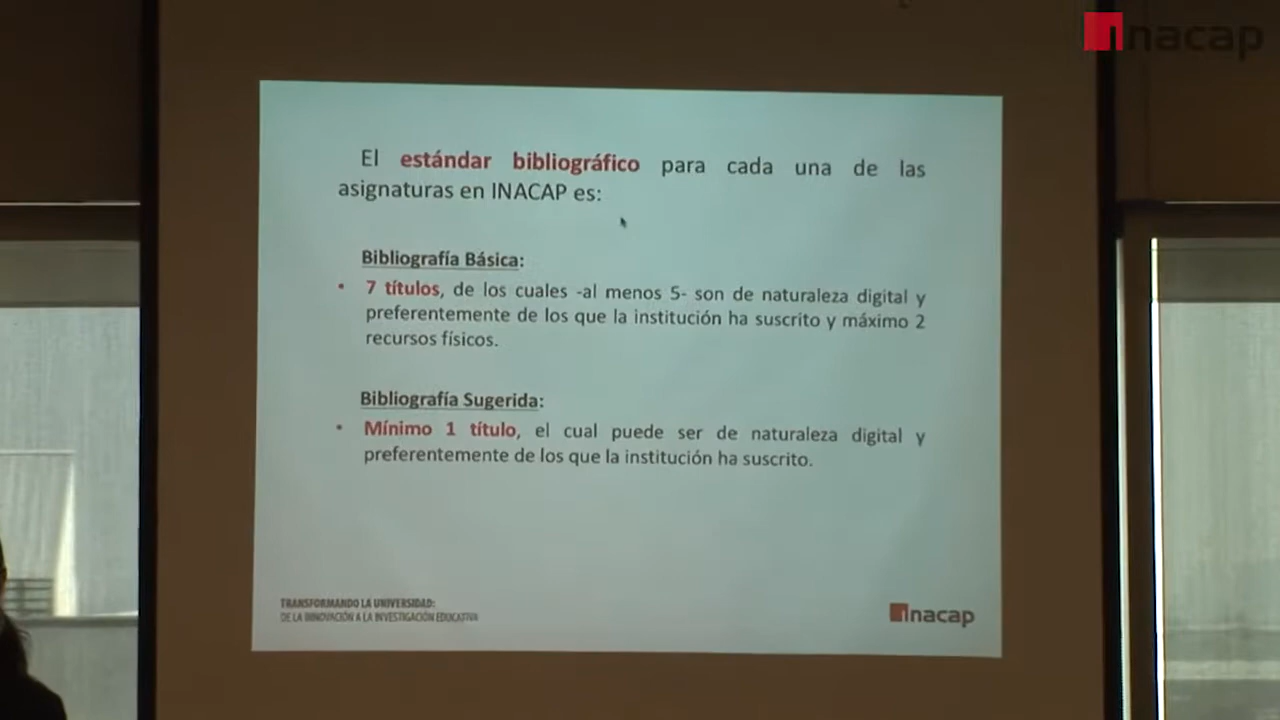 inacap
El estándar bibliográfico para cada una de las
asignaturas en INACAP es:
Bibliografía Básica:
• 7 títulos, de los cuales -al menos 5- son de naturaleza digital y
preferentemente de los que la institución ha suscrito y máximo 2
recursos físicos.
Bibliografía Sugerida:
• Mínimo 1 título, el cual puede ser de naturaleza digital y
preferentemente de los que la institución ha suscrito.
TRANSFORMANDO LA UNIVERSIDAD:
DE LA INNOVACIÓN A LA INVESTIGACIÓN EDUCATIVA
inacap